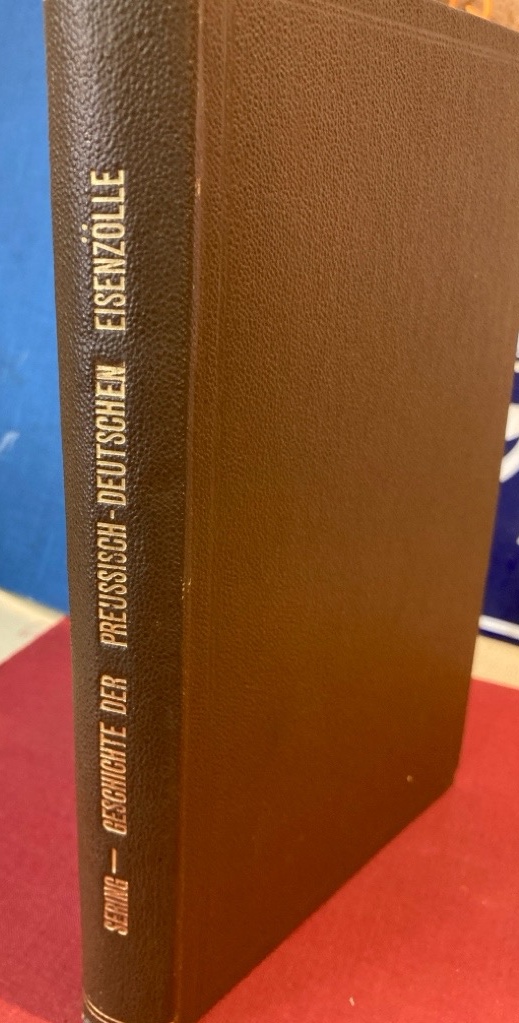 SERING — GESCHICHTE DER PREUSSISCH-DEUTSCHEN EISENZÖLLE